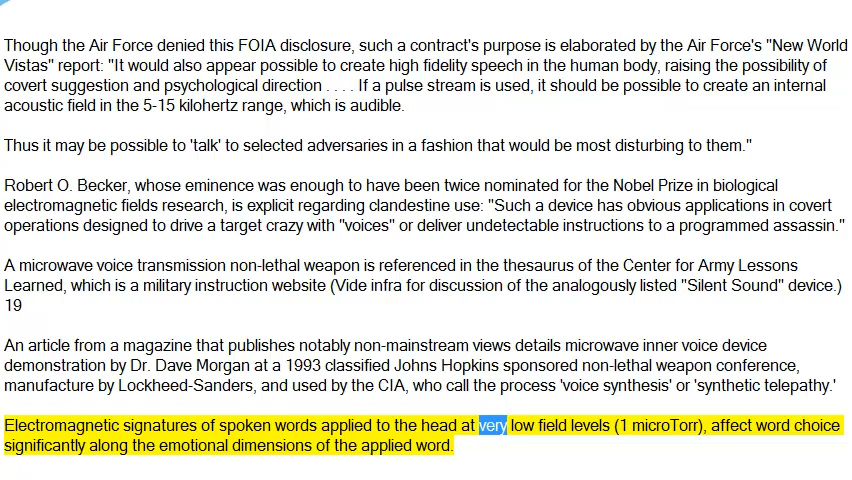 Though the Air Force denied this FOIA disclosure, such a contract's purpose is elaborated by the Air Force's "New World
Vistas" report: "It would also appear possible to create high fidelity speech in the human body, raising the possibility of
covert suggestion and psychological direction . . . . If a pulse stream is used, it should be possible to create an internal
acoustic field in the 5-15 kilohertz range, which is audible.
Thus it may be possible to 'talk' to selected adversaries in a fashion that would be most disturbing to them."
Robert O. Becker, whose eminence was enough to have been twice nominated for the Nobel Prize in biological
electromagnetic fields research, is explicit regarding clandestine use: "Such a device has obvious applications in covert
operations designed to drive a target crazy with "voices" or deliver undetectable instructions to a programmed assassin."
A microwave voice transmission non-lethal weapon is referenced in the thesaurus of the Center for Army Lessons
Learned, which is a military instruction website (Vide infra for discussion of the analogously listed "Silent Sound" device.)
19
An article from a magazine that publishes notably non-mainstream views details microwave inner voice device
demonstration by Dr. Dave Morgan at a 1993 classified Johns Hopkins sponsored non-lethal weapon conference,
manufacture by Lockheed-Sanders, and used by the CIA, who call the process 'voice synthesis' or 'synthetic telepathy.'
Electromagnetic signatures of spoken words applied to the head at very low field levels (1 microTorr), affect word choice
significantly along the emotional dimensions of the applied word.